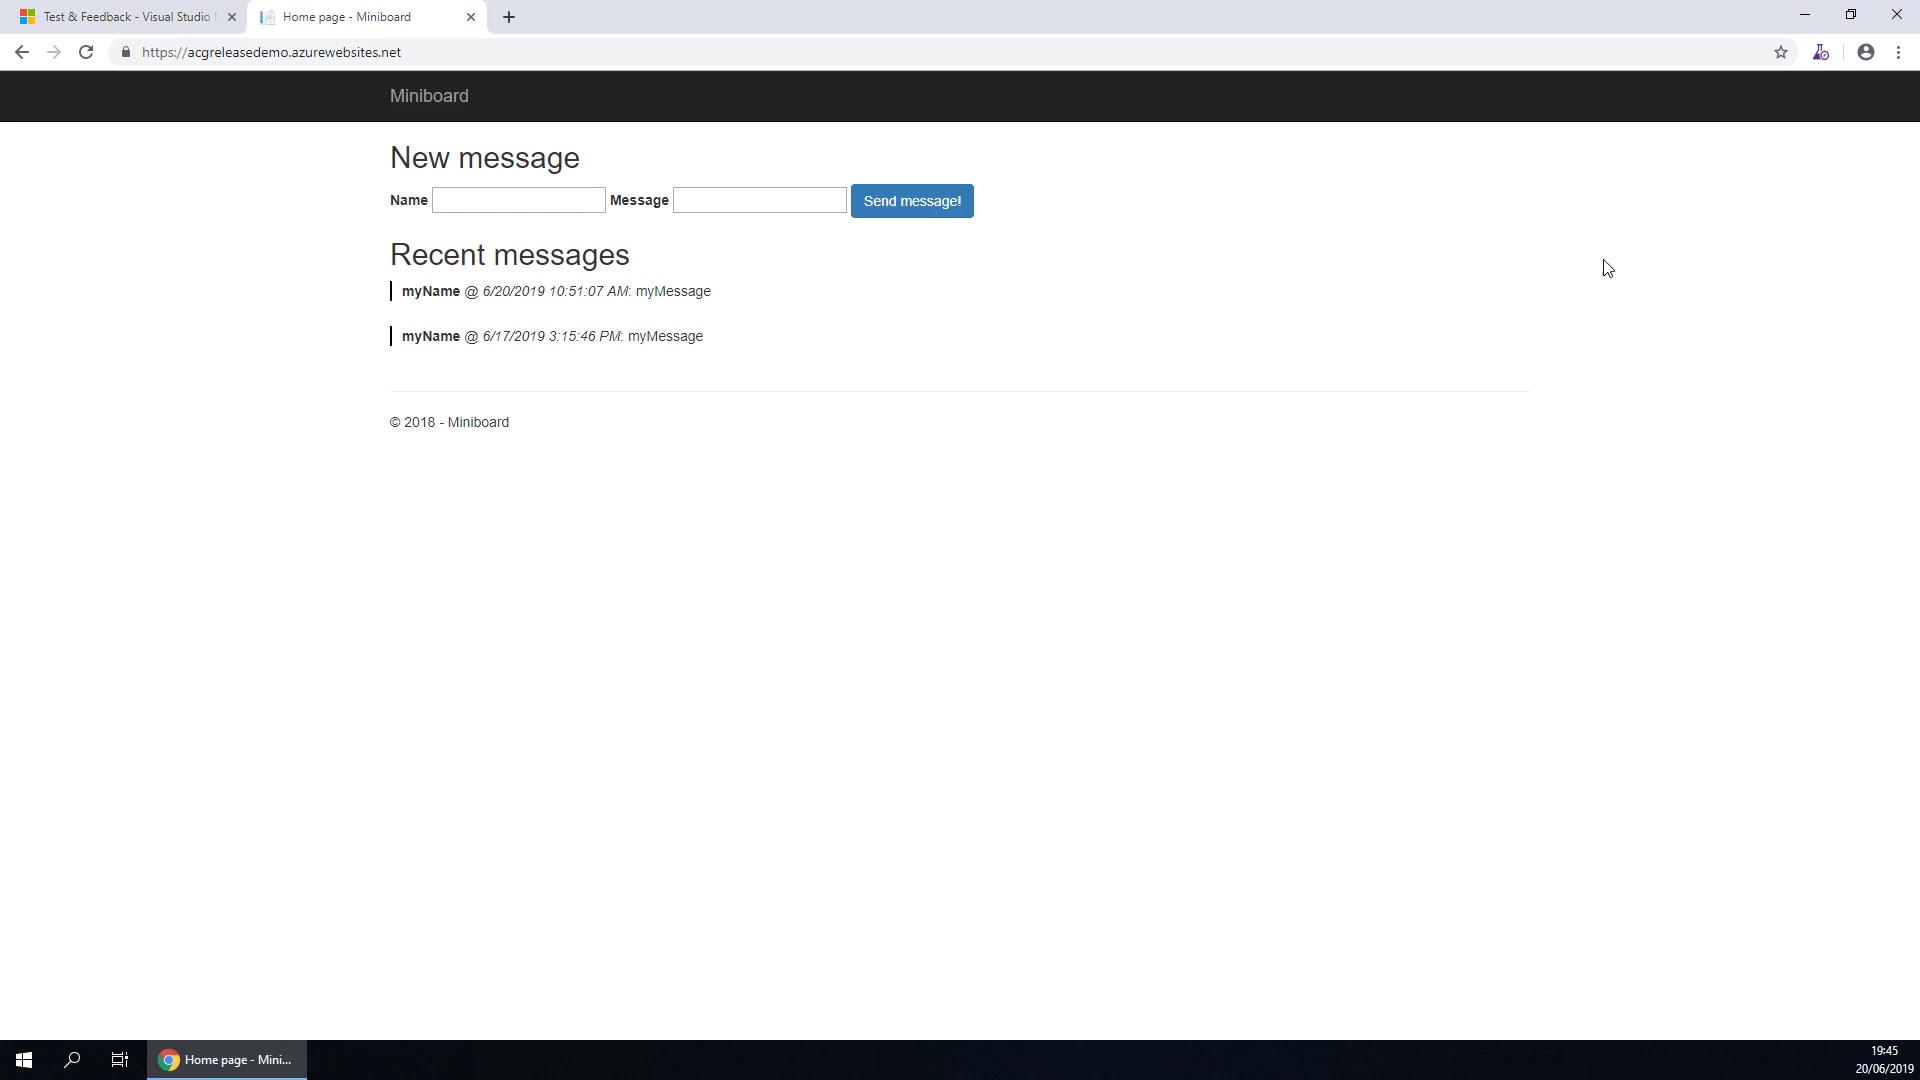 Test & Feedback - Visual Studio
Home page - Miniboard
https://acgreleasedemo.azurewebsites.net
Miniboard
New message
Name Message Send message!
Recent messages
myName @ 6/20/2019 10:51:07 AM: myMessage
myName @ 6/17/2019 3:15:46 PM: myMessage
© 2018 - Miniboard
Home page - Mini...
19:45
20/06/2019